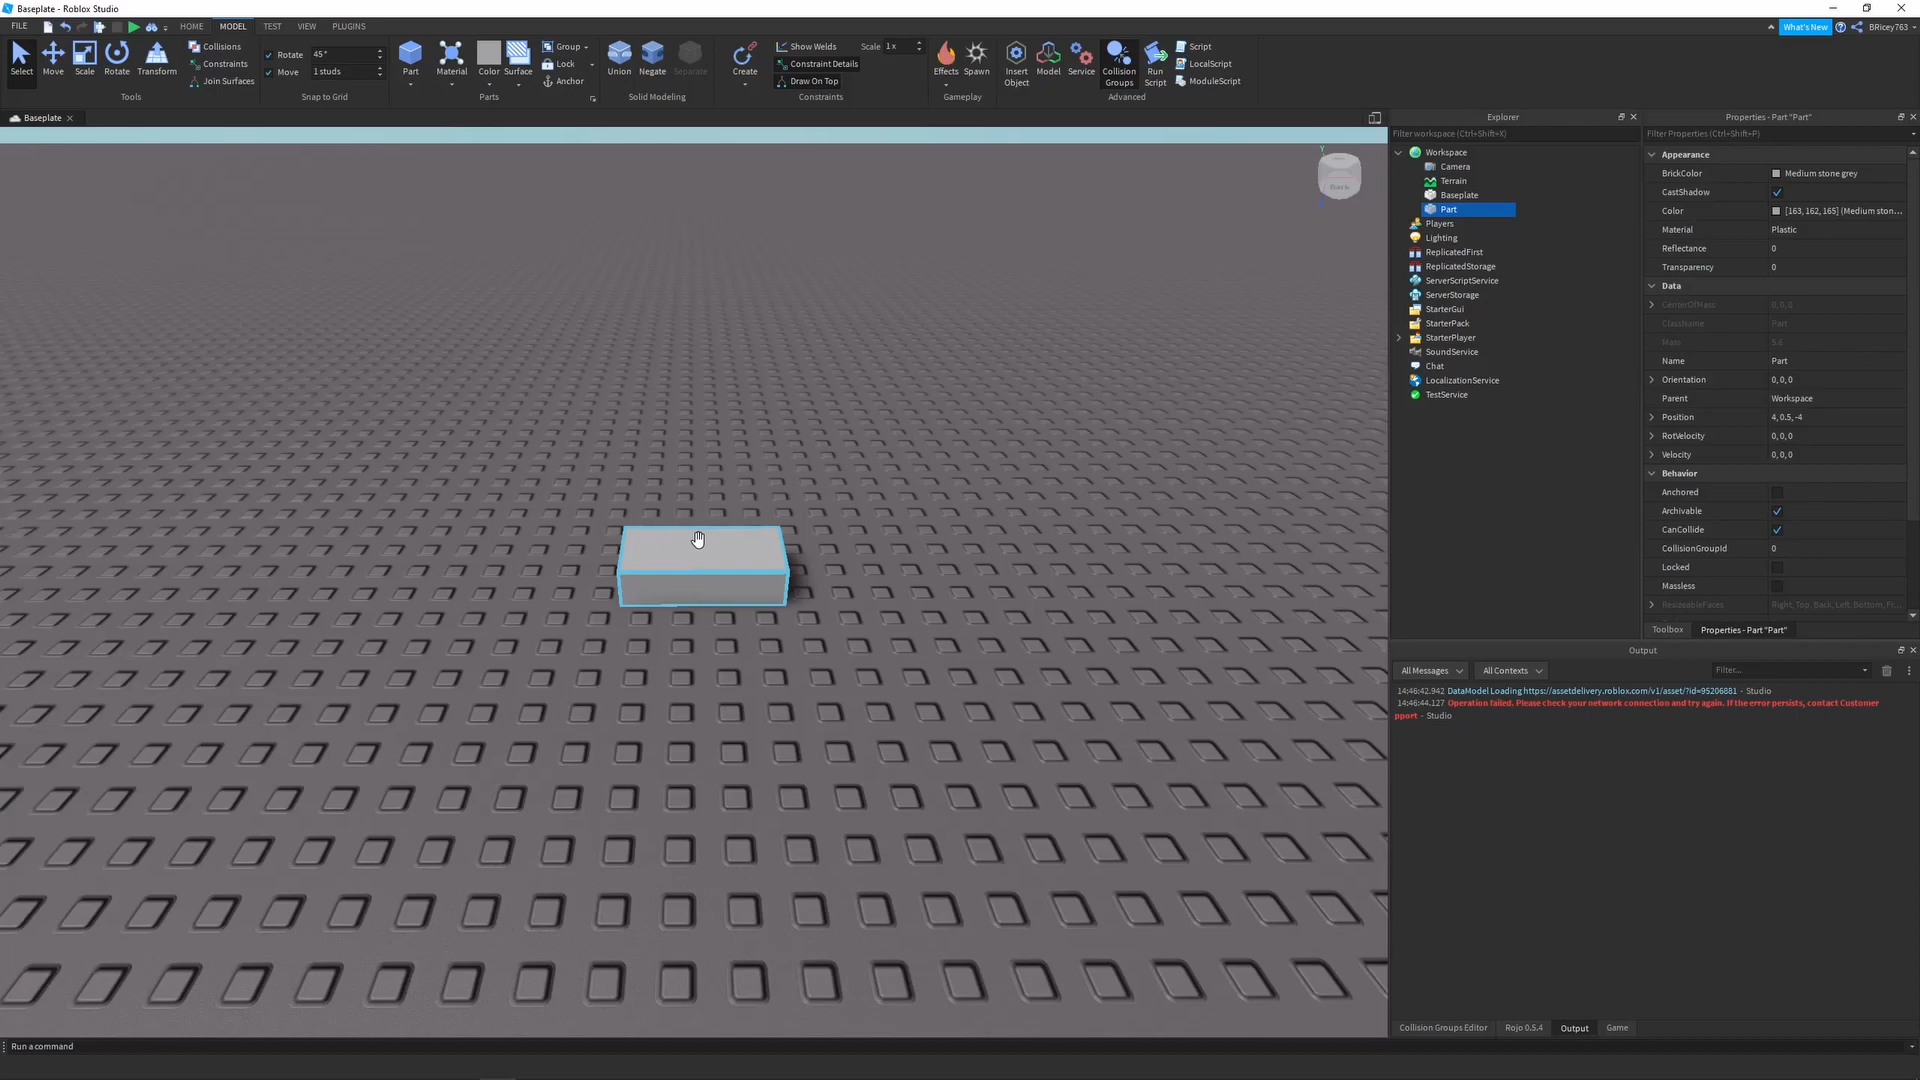 Baseplate - Roblox Studio
FILE HOME MODEL TEST VIEW PLUGINS What's New BRicey763
Select Move Scale Rotate Transform
Collisions
Constraints
Join Surfaces
Tools
Rotate 45°
Move 1 studs
Snap to Grid
Part Material Color Surface
Group
Lock
Anchor
Parts
Union Negate Separate
Solid Modeling
Create
Show Welds Scale 1 x
Constraint Details
Draw On Top
Constraints
Effects Spawn
Gameplay
Insert
Object
Model Service
Collision
Groups
Run
Script
Script
LocalScript
ModuleScript
Advanced
Baseplate
Y
Back
Explorer
Filter workspace (Ctrl+Shift+X)
Workspace
Camera
Terrain
Baseplate
Part
Players
Lighting
ReplicatedFirst
ReplicatedStorage
ServerScriptService
ServerStorage
StarterGui
StarterPack
StarterPlayer
SoundService
Chat
LocalizationService
TestService
Properties - Part "Part"
Filter Properties (Ctrl+Shift+P)
Appearance
BrickColor Medium stone grey
CastShadow
Color [163, 162, 165] (Medium ston...
Material Plastic
Reflectance 0
Transparency 0
Data
CenterOfMass 0, 0, 0
ClassName Part
Mass 5.6
Name Part
Orientation 0, 0, 0
Parent Workspace
Position 4, 0.5, -4
RotVelocity 0, 0, 0
Velocity 0, 0, 0
Behavior
Anchored
Archivable
CanCollide
CollisionGroupId 0
Locked
Massless
ResizeableFaces Right, Top, Back, Left, Bottom, Fr...
Toolbox Properties - Part "Part"
Output
All Messages All Contexts Filter...
14:46:42.942 DataModel Loading https://assetdelivery.roblox.com/v1/asset/?id=95206881 - Studio
14:46:44.127 Operation failed. Please check your network connection and try again. If the error persists, contact Customer
pport - Studio
Collision Groups Editor Rojo 0.5.4 Output Game
Run a command